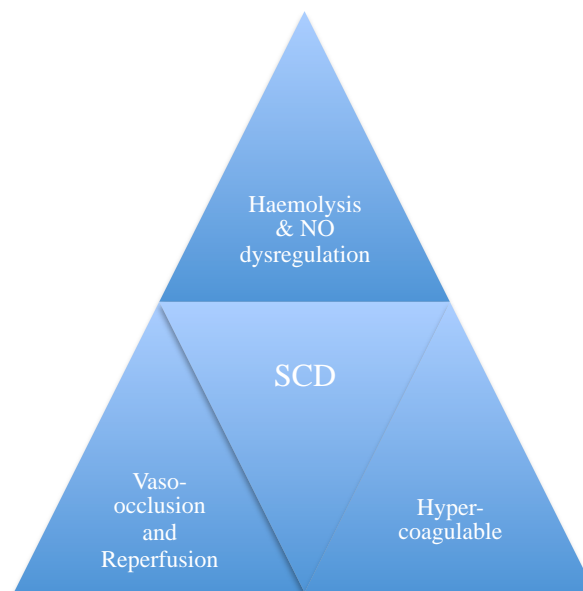 Haemolysis
& NO
dysregulation
SCD
Vaso-
occlusion
and
Reperfusion
Hyper-
coagulable